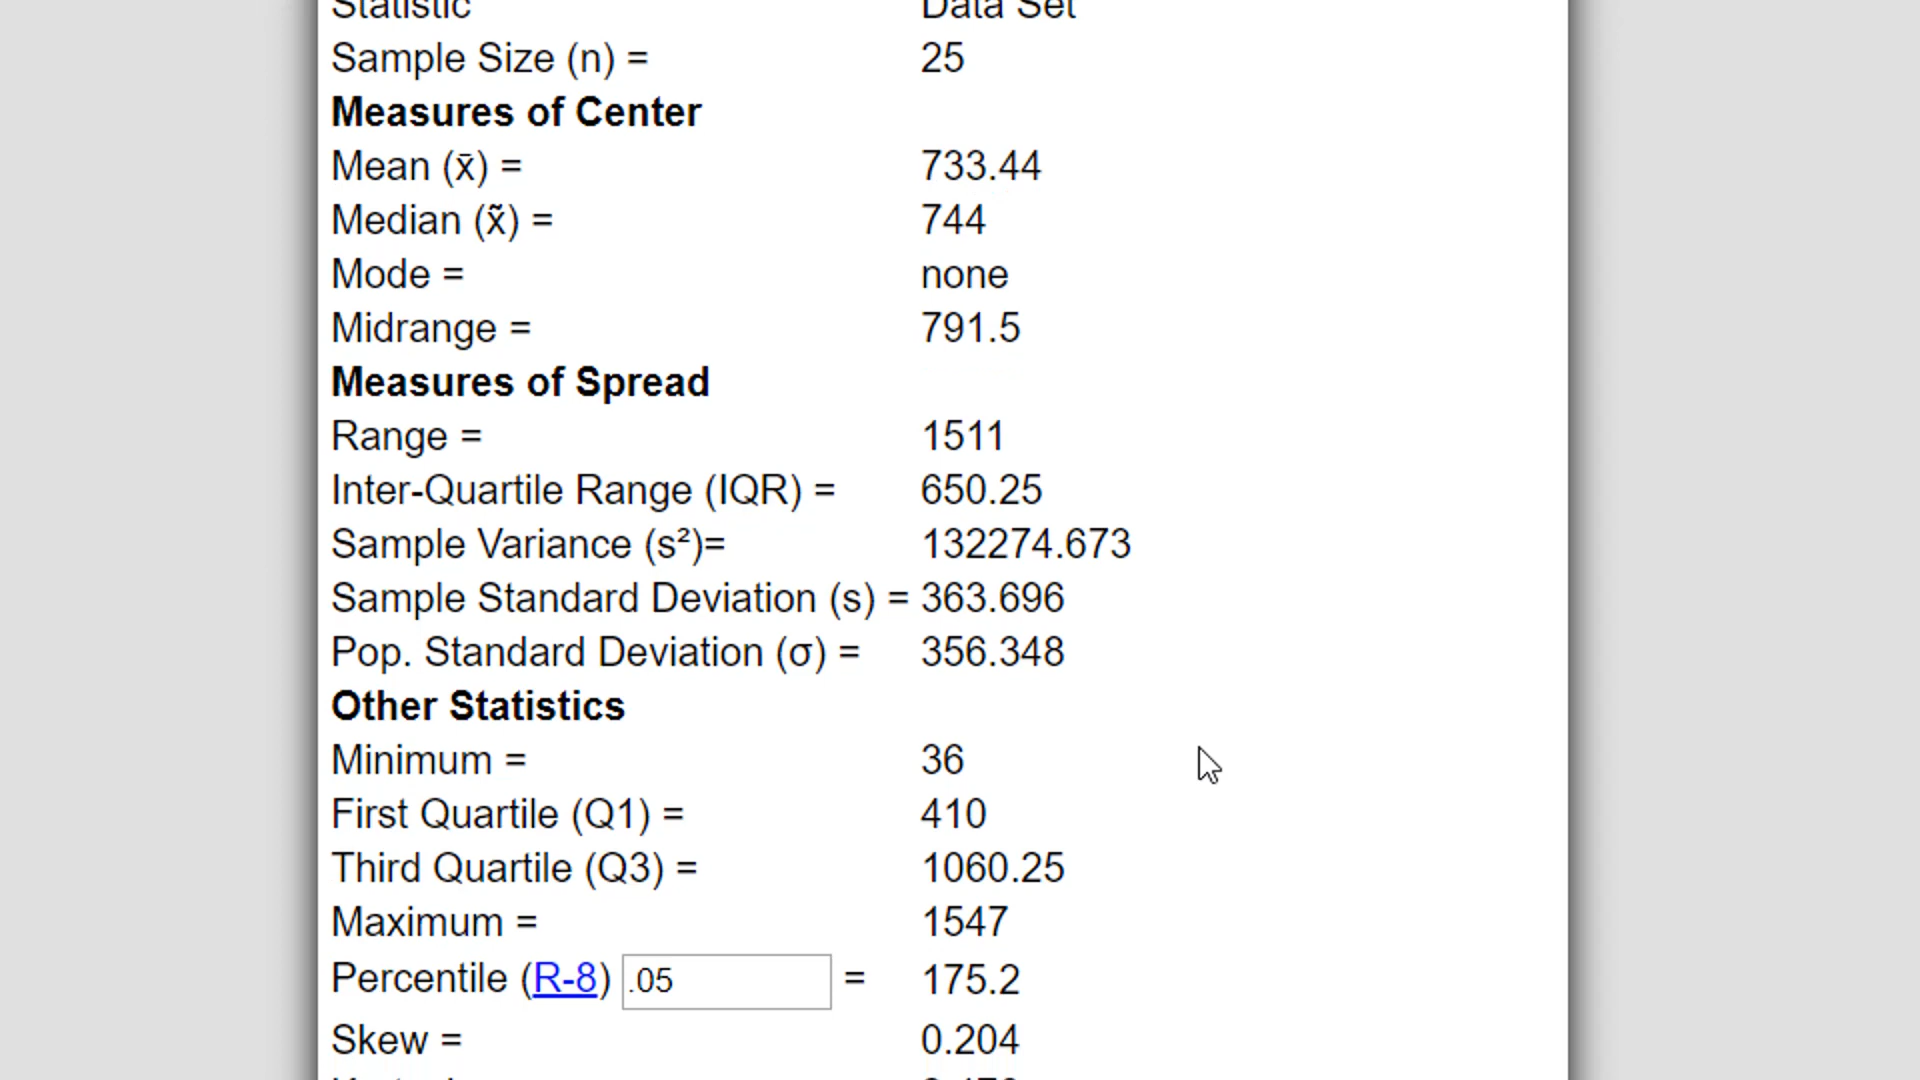 Statistic Data Set
Sample Size (n) = 25
Measures of Center
Mean (x̄) = 733.44
Median (x̃) = 744
Mode = none
Midrange = 791.5
Measures of Spread
Range = 1511
Inter-Quartile Range (IQR) = 650.25
Sample Variance (s²)= 132274.673
Sample Standard Deviation (s) = 363.696
Pop. Standard Deviation (σ) = 356.348
Other Statistics
Minimum = 36
First Quartile (Q1) = 410
Third Quartile (Q3) = 1060.25
Maximum = 1547
Percentile (R-8) .05 = 175.2
Skew = 0.204